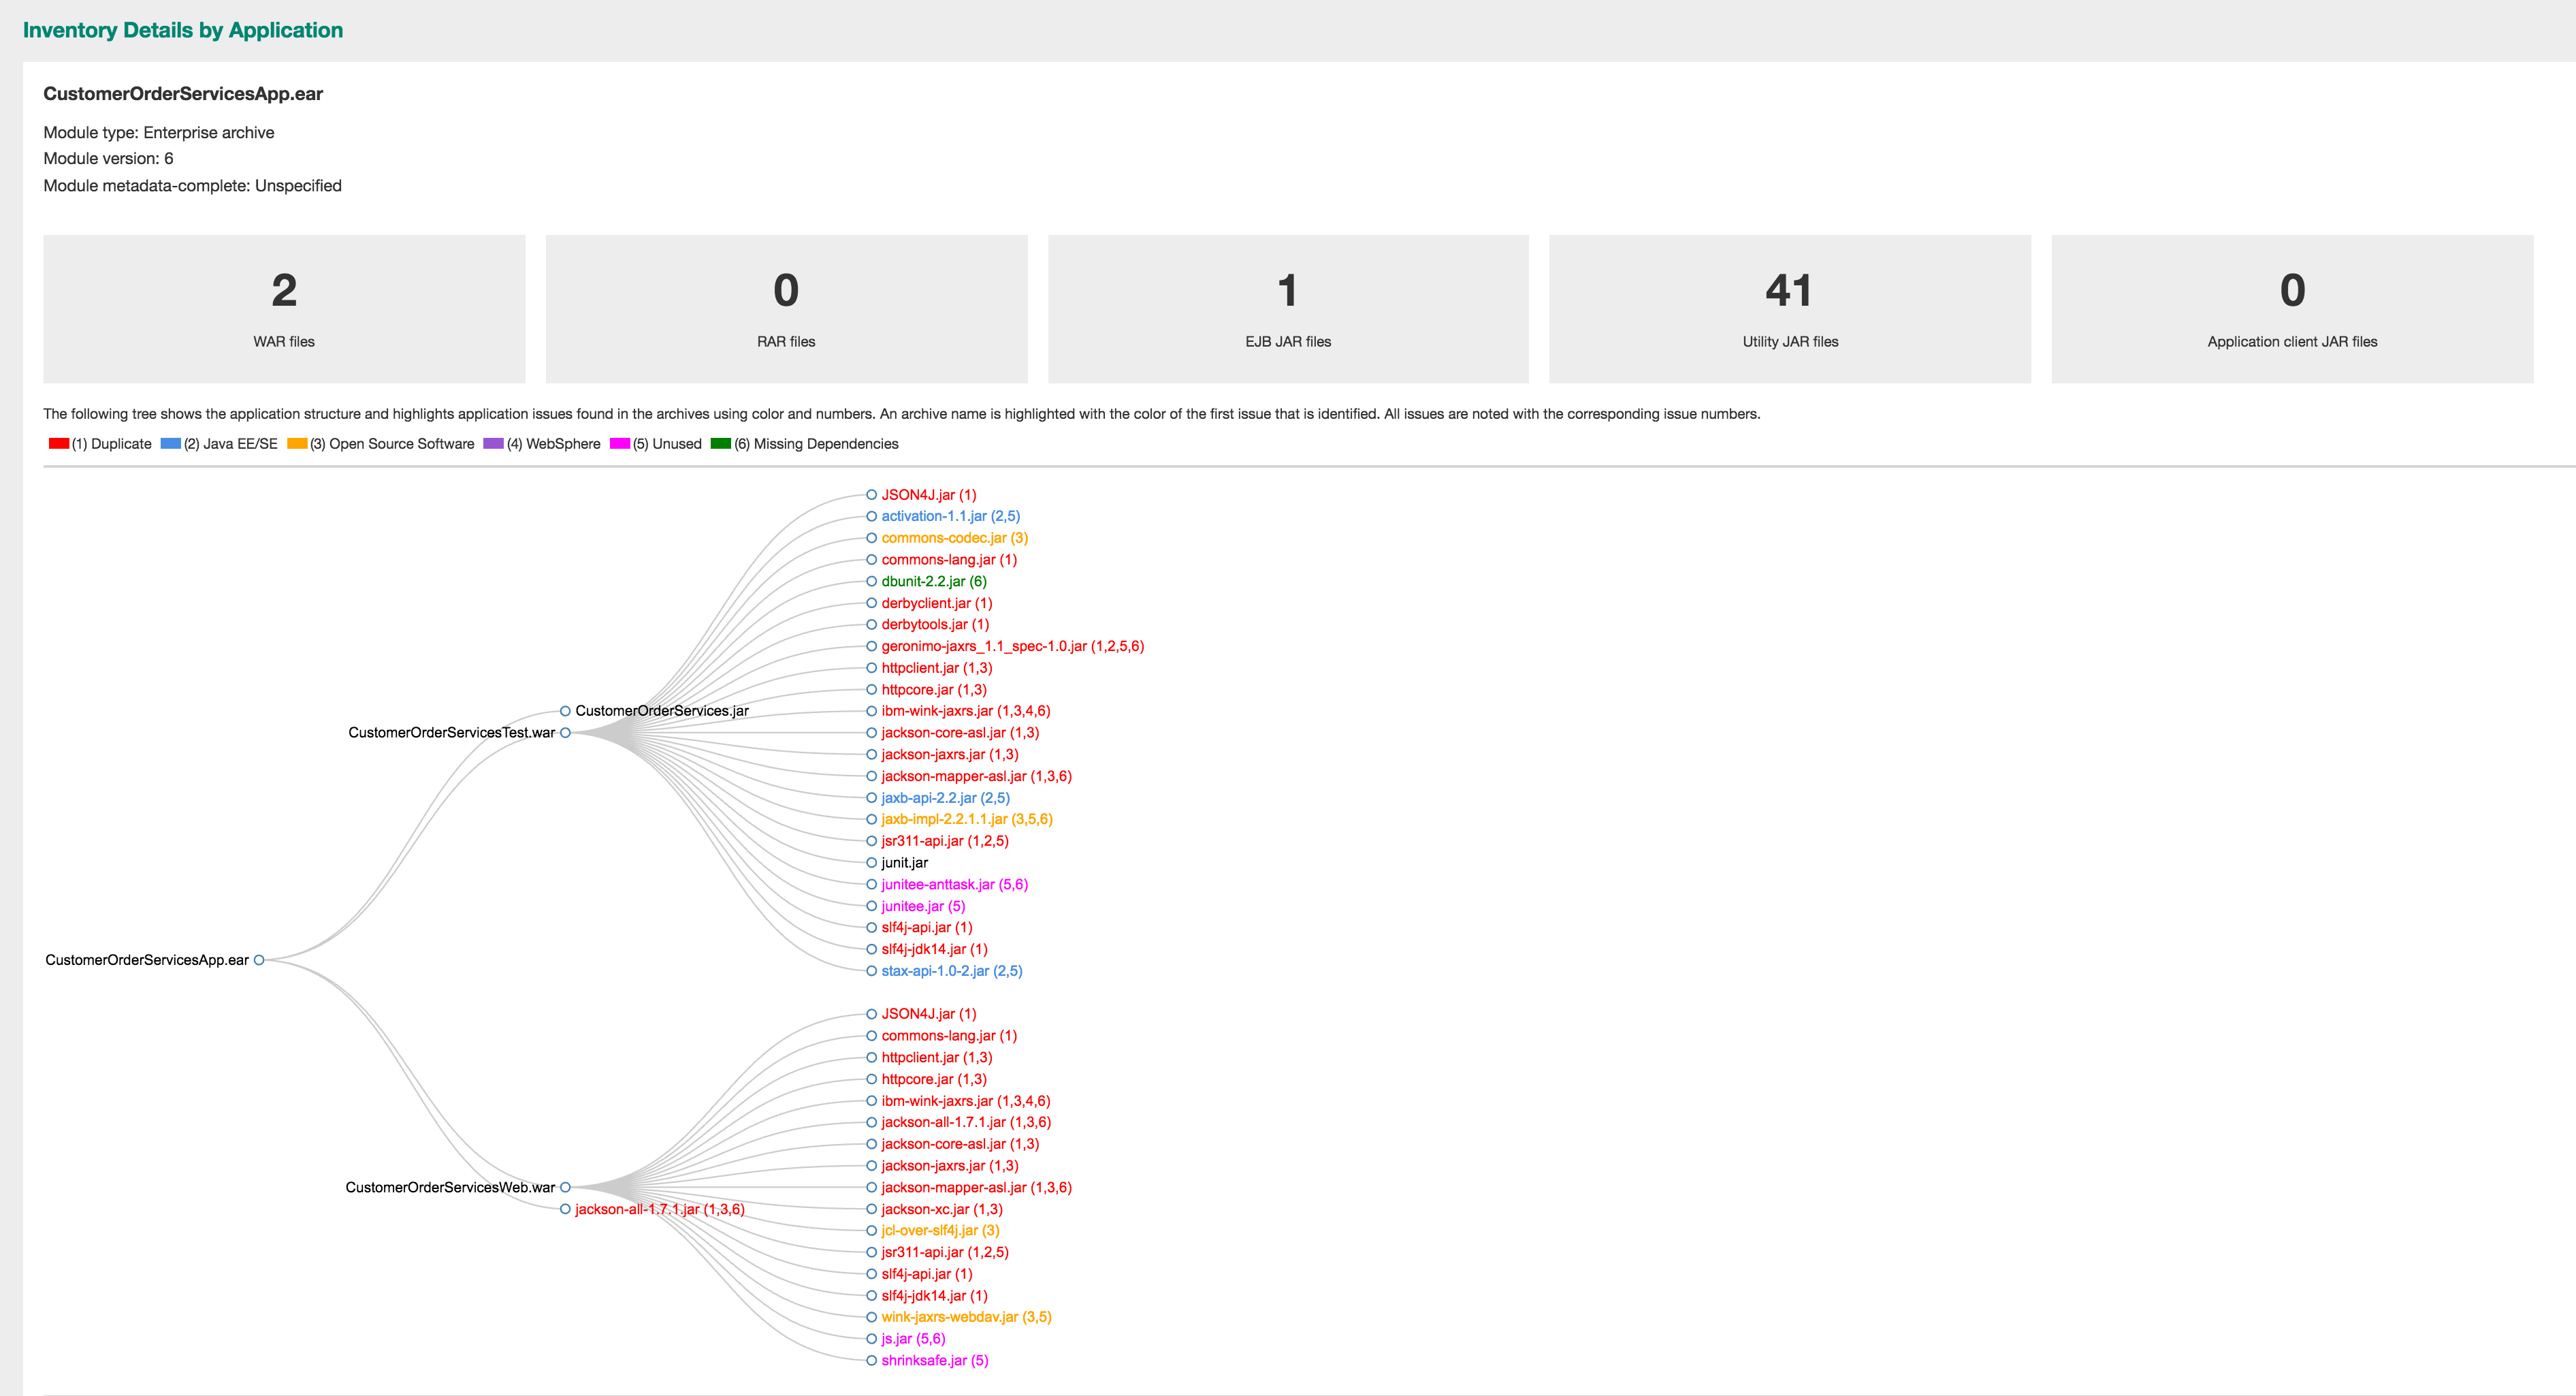 Inventory Details by Application
CustomerOrderServicesApp.ear
Module type: Enterprise archive
Module version: 6
Module metadata-complete: Unspecified
2
WAR files
0
RAR files
1
EJB JAR files
41
Utility JAR files
0
Application client JAR files
The following tree shows the application structure and highlights application issues found in the archives using color and numbers. An archive name is highlighted with the color of the first issue that is identified. All issues are noted with the corresponding issue numbers.
(1) Duplicate (2) Java EE/SE (3) Open Source Software (4) WebSphere (5) Unused (6) Missing Dependencies
CustomerOrderServicesApp.ear
CustomerOrderServices.jar
CustomerOrderServicesTest.war
JSON4J.jar (1)
activation-1.1.jar (2,5)
commons-codec.jar (3)
commons-lang.jar (1)
dbunit-2.2.jar (6)
derbyclient.jar (1)
derbytools.jar (1)
geronimo-jaxrs_1.1_spec-1.0.jar (1,2,5,6)
httpclient.jar (1,3)
httpcore.jar (1,3)
ibm-wink-jaxrs.jar (1,3,4,6)
jackson-core-asl.jar (1,3)
jackson-jaxrs.jar (1,3)
jackson-mapper-asl.jar (1,3,6)
jaxb-api-2.2.jar (2,5)
jaxb-impl-2.2.1.1.jar (3,5,6)
jsr311-api.jar (1,2,5)
junit.jar
junitee-anttask.jar (5,6)
junitee.jar (5)
slf4j-api.jar (1)
slf4j-jdk14.jar (1)
stax-api-1.0-2.jar (2,5)
CustomerOrderServicesWeb.war
jackson-all-1.7.1.jar (1,3,6)
JSON4J.jar (1)
commons-lang.jar (1)
httpclient.jar (1,3)
httpcore.jar (1,3)
ibm-wink-jaxrs.jar (1,3,4,6)
jackson-all-1.7.1.jar (1,3,6)
jackson-core-asl.jar (1,3)
jackson-jaxrs.jar (1,3)
jackson-mapper-asl.jar (1,3,6)
jackson-xc.jar (1,3)
jcl-over-slf4j.jar (3)
jsr311-api.jar (1,2,5)
slf4j-api.jar (1)
slf4j-jdk14.jar (1)
wink-jaxrs-webdav.jar (3,5)
js.jar (5,6)
shrinksafe.jar (5)